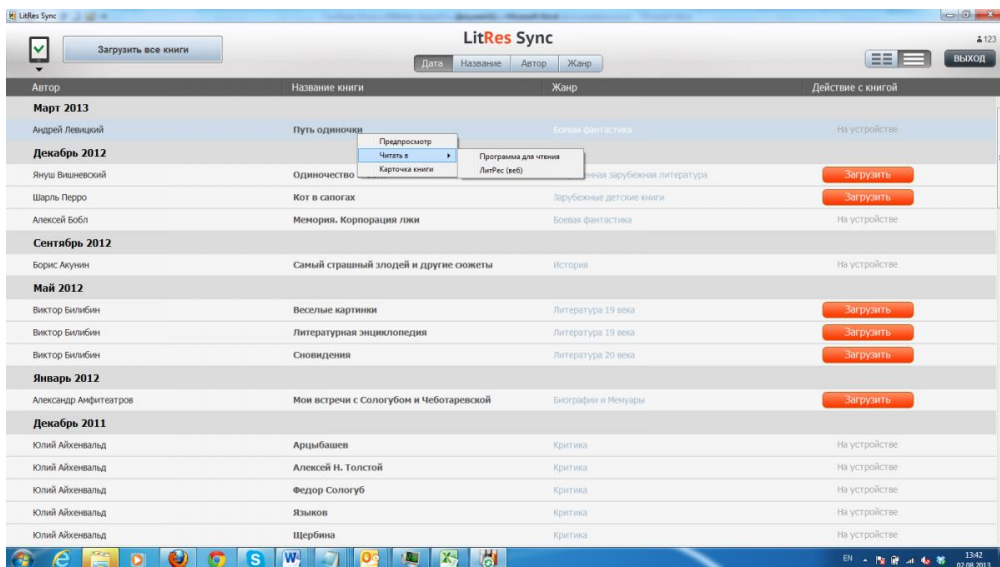 LitRes Sync
Загрузить все книги
LitRes Sync
Дата Название Автор Жанр
123
ВЫХОД
Автор Название книги Жанр Действие с книгой
Март 2013
Андрей Левицкий Путь одиночки Боевая фантастика На устройстве
Предпросмотр
Декабрь 2012
Читать в Программа для чтения
Карточка книги ЛитРес (веб)
Януш Вишневский Одиночество зарубежная литература Загрузить
Шарль Перро Кот в сапогах Зарубежные детские книги Загрузить
Алексей Бобл Мемория. Корпорация лжи Боевая фантастика На устройстве
Сентябрь 2012
Борис Акунин Самый страшный злодей и другие сюжеты История На устройстве
Май 2012
Виктор Билибин Веселые картинки Литература 19 века Загрузить
Виктор Билибин Литературная энциклопедия Литература 19 века Загрузить
Виктор Билибин Сновидения Литература 20 века Загрузить
Январь 2012
Александр Амфитеатров Мои встречи с Сологубом и Чеботаревской Биографии и Мемуары Загрузить
Декабрь 2011
Юлий Айхенвальд Арцыбашев Критика На устройстве
Юлий Айхенвальд Алексей Н. Толстой Критика На устройстве
Юлий Айхенвальд Федор Сологуб Критика На устройстве
Юлий Айхенвальд Языков Критика На устройстве
Юлий Айхенвальд Щербина Критика На устройстве
EN 13:42
02.08.2013